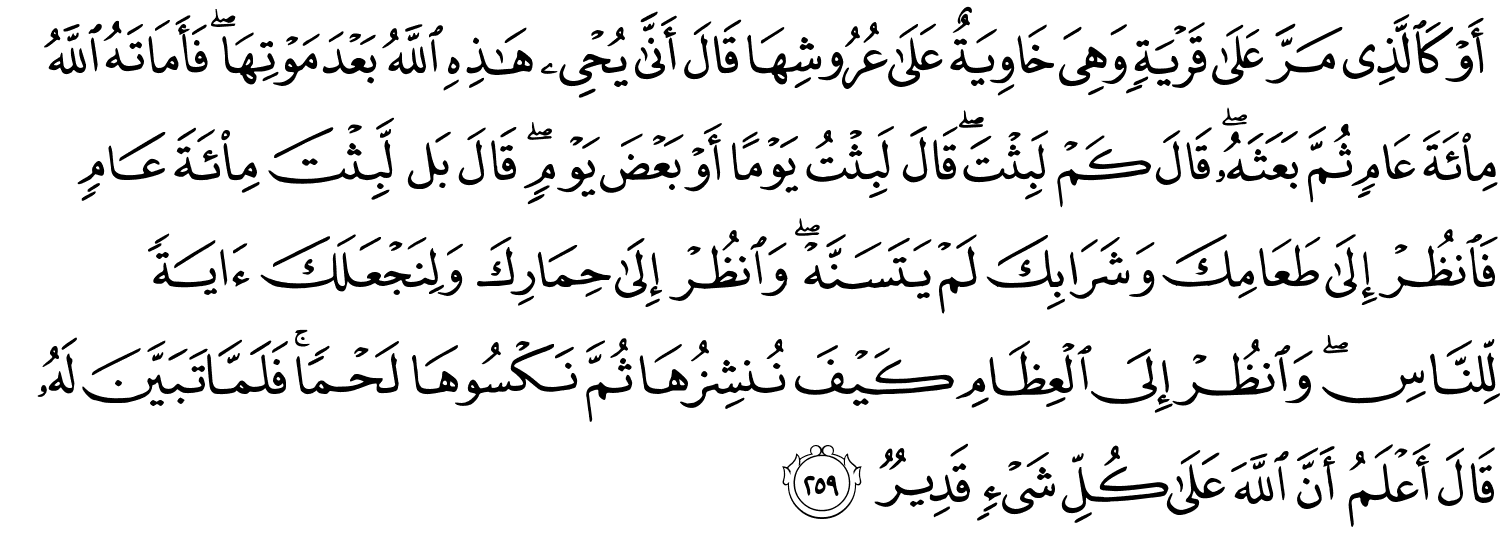 أَوْ كَٱلَّذِى مَرَّ عَلَىٰ قَرْيَةٍ وَهِىَ خَاوِيَةٌ عَلَىٰ عُرُوشِهَا قَالَ أَنَّىٰ يُحْىِۦ هَـٰذِهِ ٱللَّهُ بَعْدَ مَوْتِهَا ۖ فَأَمَاتَهُ ٱللَّهُ
مِا۟ئَةَ عَامٍ ثُمَّ بَعَثَهُۥ ۖ قَالَ كَمْ لَبِثْتَ ۖ قَالَ لَبِثْتُ يَوْمًا أَوْ بَعْضَ يَوْمٍ ۖ قَالَ بَل لَّبِثْتَ مِا۟ئَةَ عَامٍ
فَٱنظُرْ إِلَىٰ طَعَامِكَ وَشَرَابِكَ لَمْ يَتَسَنَّهْ ۖ وَٱنظُرْ إِلَىٰ حِمَارِكَ وَلِنَجْعَلَكَ ءَايَةً
لِّلنَّاسِ ۖ وَٱنظُرْ إِلَى ٱلْعِظَامِ كَيْفَ نُنشِزُهَا ثُمَّ نَكْسُوهَا لَحْمًا ۚ فَلَمَّا تَبَيَّنَ لَهُۥ
قَالَ أَعْلَمُ أَنَّ ٱللَّهَ عَلَىٰ كُلِّ شَىْءٍ قَدِيرٌ ٢٥٩